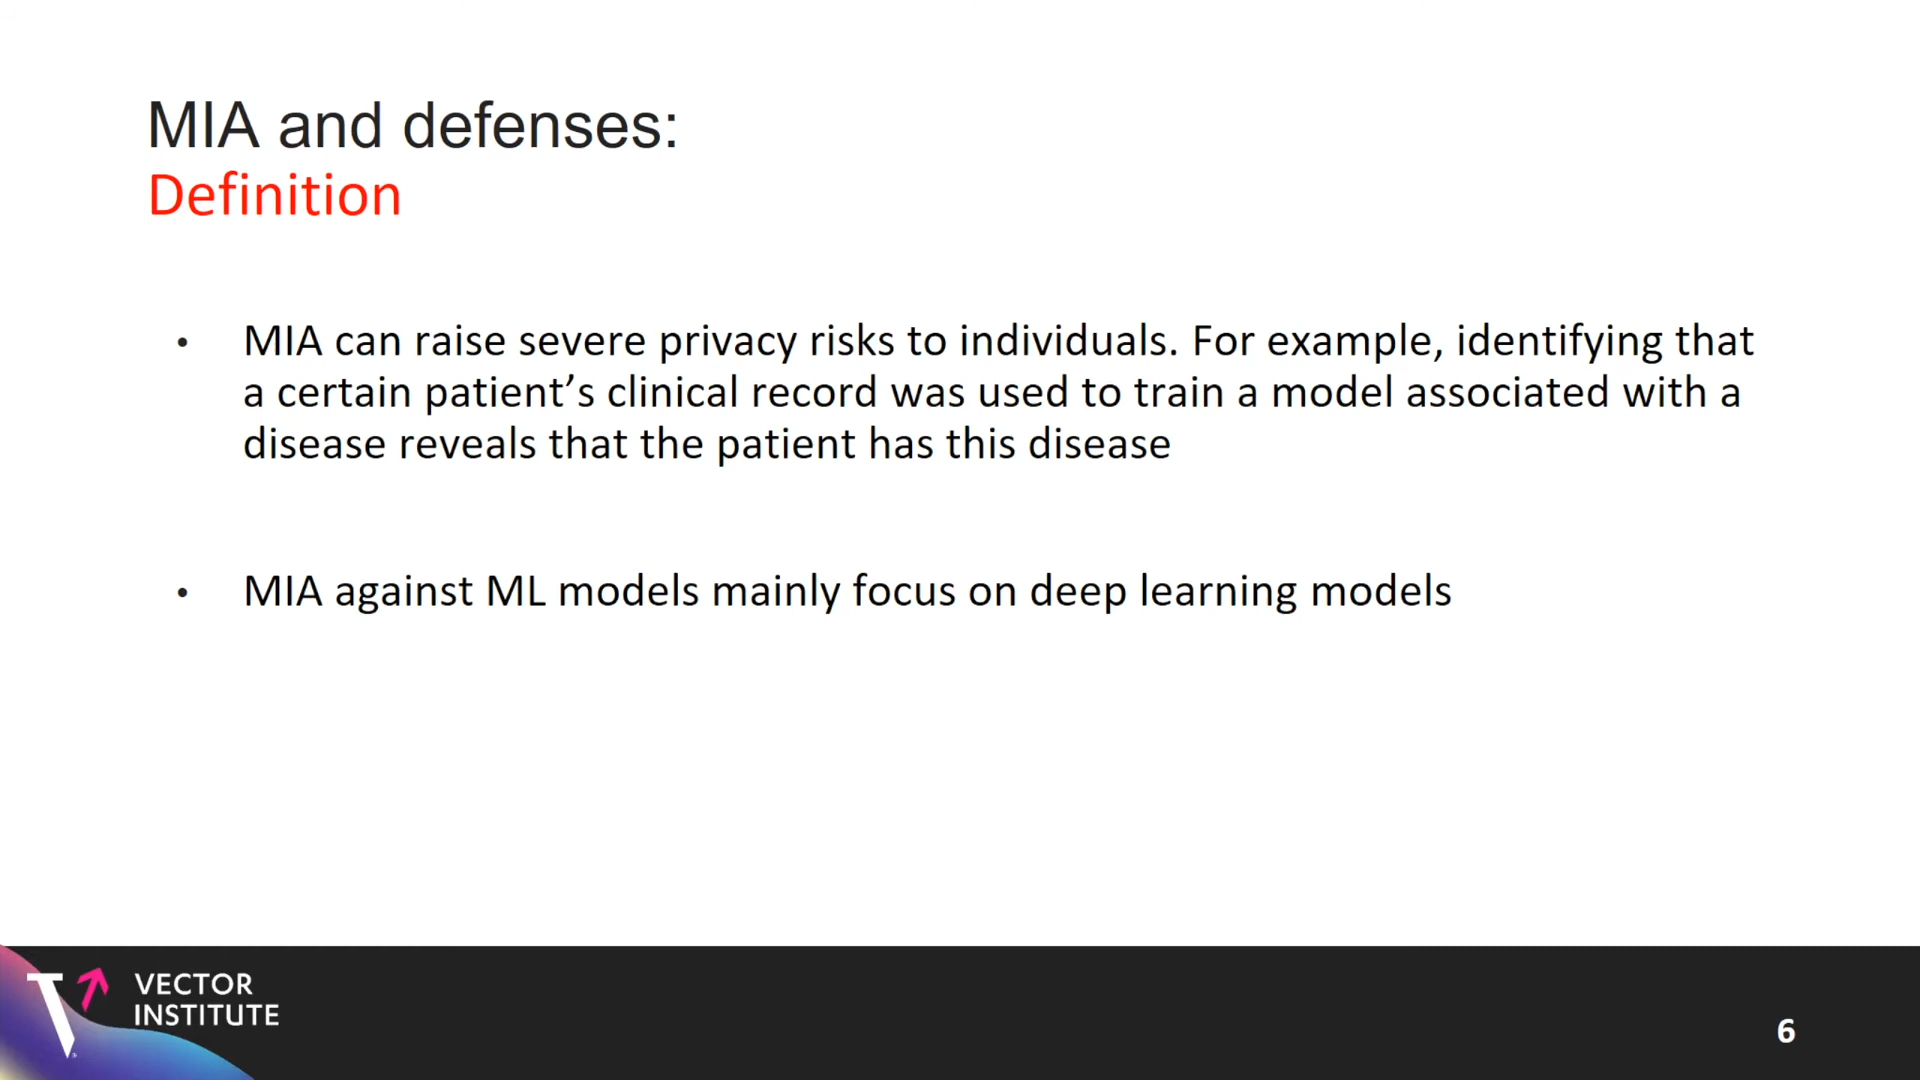 MIA and defenses:
Definition
• MIA can raise severe privacy risks to individuals. For example, identifying that
a certain patient’s clinical record was used to train a model associated with a
disease reveals that the patient has this disease
• MIA against ML models mainly focus on deep learning models
VECTOR
INSTITUTE
6